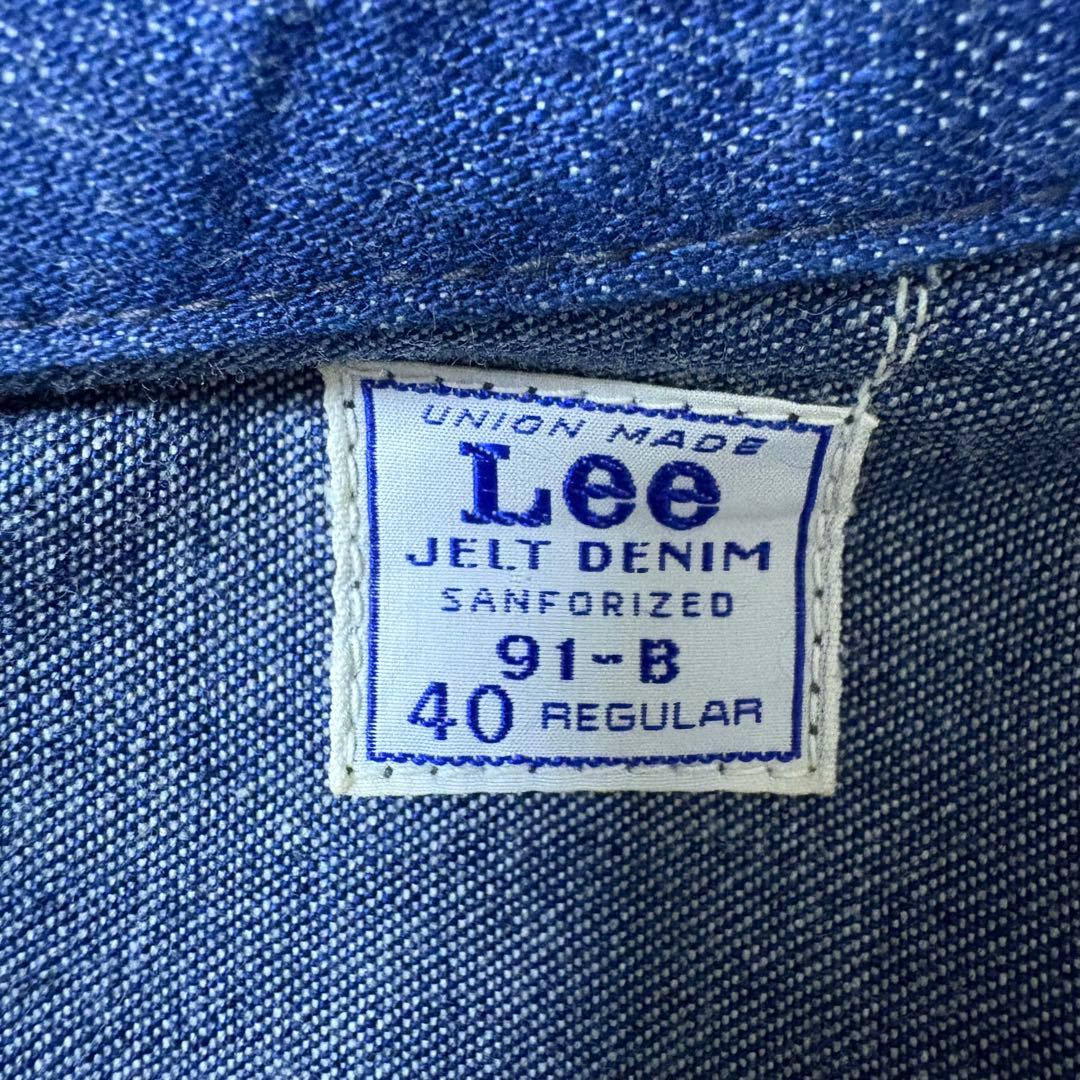 UNION MADE
Lee
JELT DENIM
SANFORIZED
91-B
40 REGULAR